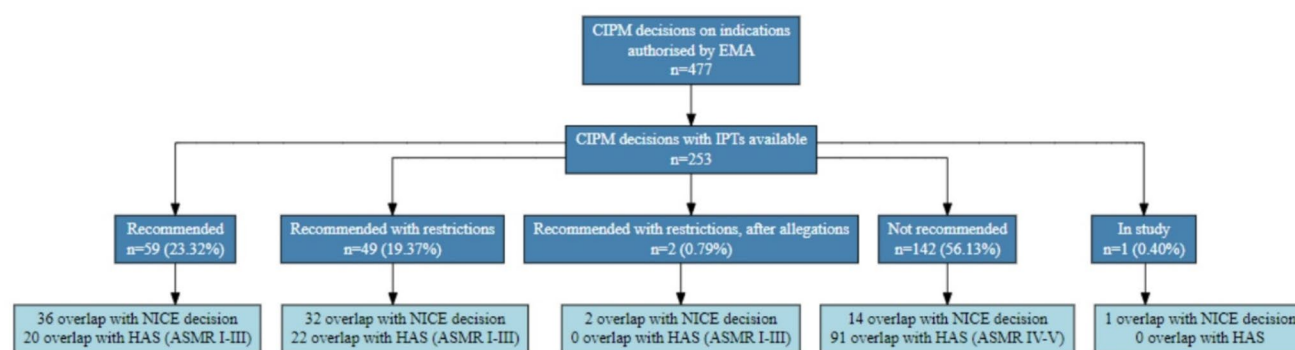 CIPM decisions on indications
authorised by EMA
n=477
CIPM decisions with IPTs available
n=253
Recommended
n=59 (23.32%)
Recommended with restrictions
n=49 (19.37%)
Recommended with restrictions, after allegations
n=2 (0.79%)
Not recommended
n=142 (56.13%)
In study
n=1 (0.40%)
36 overlap with NICE decision
20 overlap with HAS (ASMR I-III)
32 overlap with NICE decision
22 overlap with HAS (ASMR I-III)
2 overlap with NICE decision
0 overlap with HAS (ASMR I-III)
14 overlap with NICE decision
91 overlap with HAS (ASMR IV-V)
1 overlap with NICE decision
0 overlap with HAS